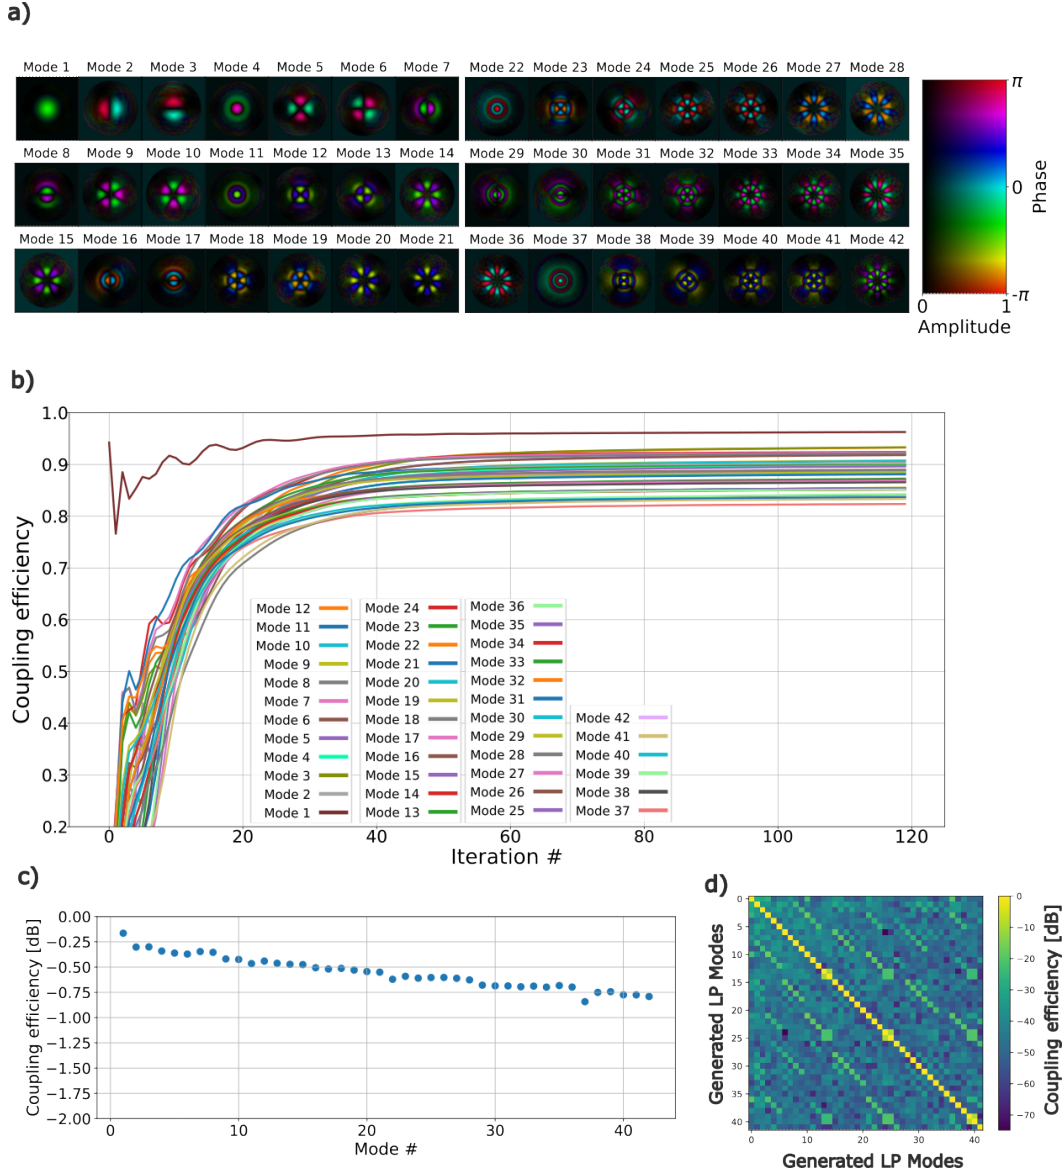 a)
Mode 1 Mode 2 Mode 3 Mode 4 Mode 5 Mode 6 Mode 7 Mode 22 Mode 23 Mode 24 Mode 25 Mode 26 Mode 27 Mode 28
Mode 8 Mode 9 Mode 10 Mode 11 Mode 12 Mode 13 Mode 14 Mode 29 Mode 30 Mode 31 Mode 32 Mode 33 Mode 34 Mode 35
Mode 15 Mode 16 Mode 17 Mode 18 Mode 19 Mode 20 Mode 21 Mode 36 Mode 37 Mode 38 Mode 39 Mode 40 Mode 41 Mode 42
π
0
-π
Phase
0 1
Amplitude
b)
Coupling efficiency
1.0
0.9
0.8
0.7
0.6
0.5
0.4
0.3
0.2
Mode 12
Mode 11
Mode 10
Mode 9
Mode 8
Mode 7
Mode 6
Mode 5
Mode 4
Mode 3
Mode 2
Mode 1
Mode 24
Mode 23
Mode 22
Mode 21
Mode 20
Mode 19
Mode 18
Mode 17
Mode 16
Mode 15
Mode 14
Mode 13
Mode 36
Mode 35
Mode 34
Mode 33
Mode 32
Mode 31
Mode 30
Mode 29
Mode 28
Mode 27
Mode 26
Mode 25
Mode 42
Mode 41
Mode 40
Mode 39
Mode 38
Mode 37
0 20 40 60 80 100 120
Iteration #
c)
Coupling efficiency [dB]
0.00
−0.25
−0.50
−0.75
−1.00
−1.25
−1.50
−1.75
−2.00
0 10 20 30 40
Mode #
d)
Generated LP Modes
0
5
10
15
20
25
30
35
40
0 10 20 30 40
Generated LP Modes
0
−10
−20
−30
−40
−50
−60
−70
Coupling efficiency [dB]